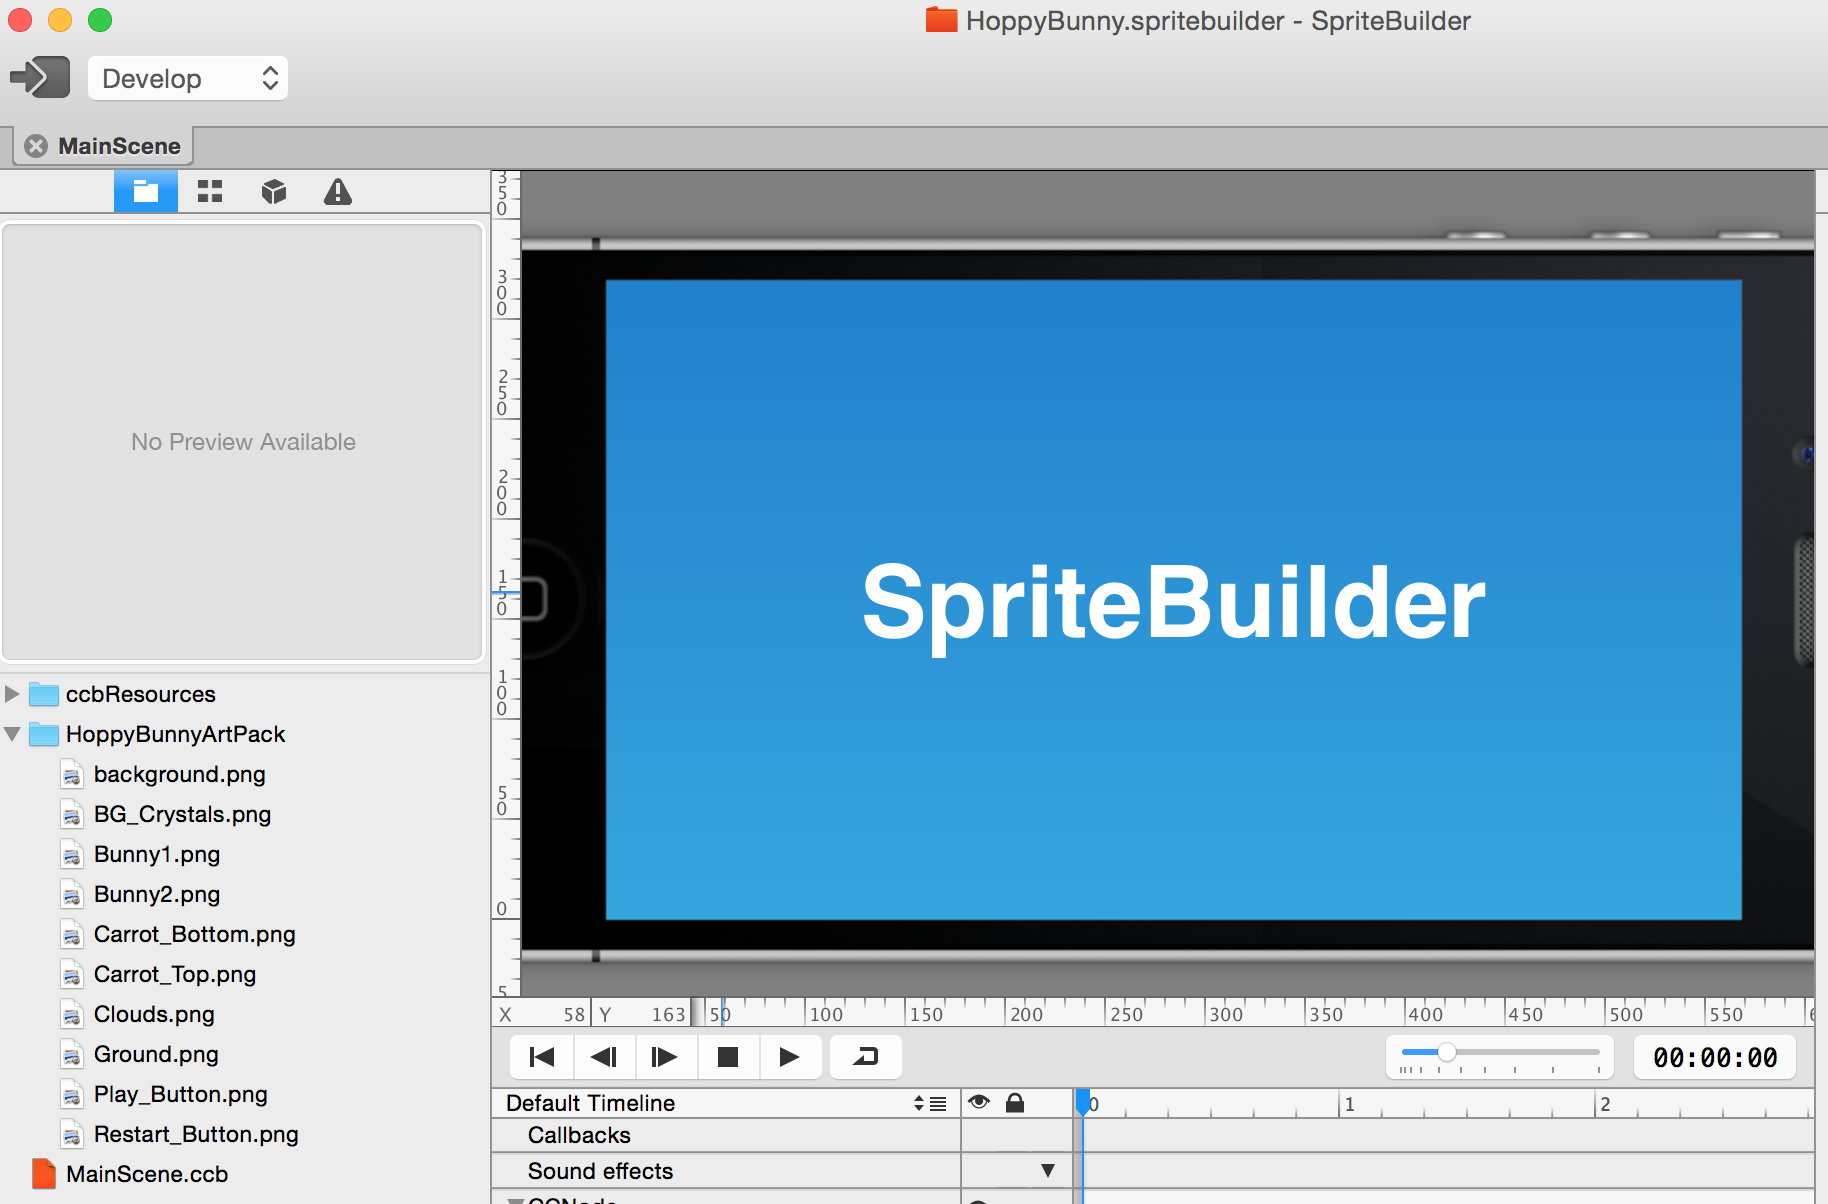 HoppyBunny.spritebuilder - SpriteBuilder
Develop
MainScene
No Preview Available
ccbResources
HoppyBunnyArtPack
background.png
BG_Crystals.png
Bunny1.png
Bunny2.png
Carrot_Bottom.png
Carrot_Top.png
Clouds.png
Ground.png
Play_Button.png
Restart_Button.png
MainScene.ccb
350
300
250
200
150
100
50
0
SpriteBuilder
X 58 Y 163 50 100 150 200 250 300 350 400 450 500 550
00:00:00
Default Timeline 0 1 2
Callbacks
Sound effects
CCNode